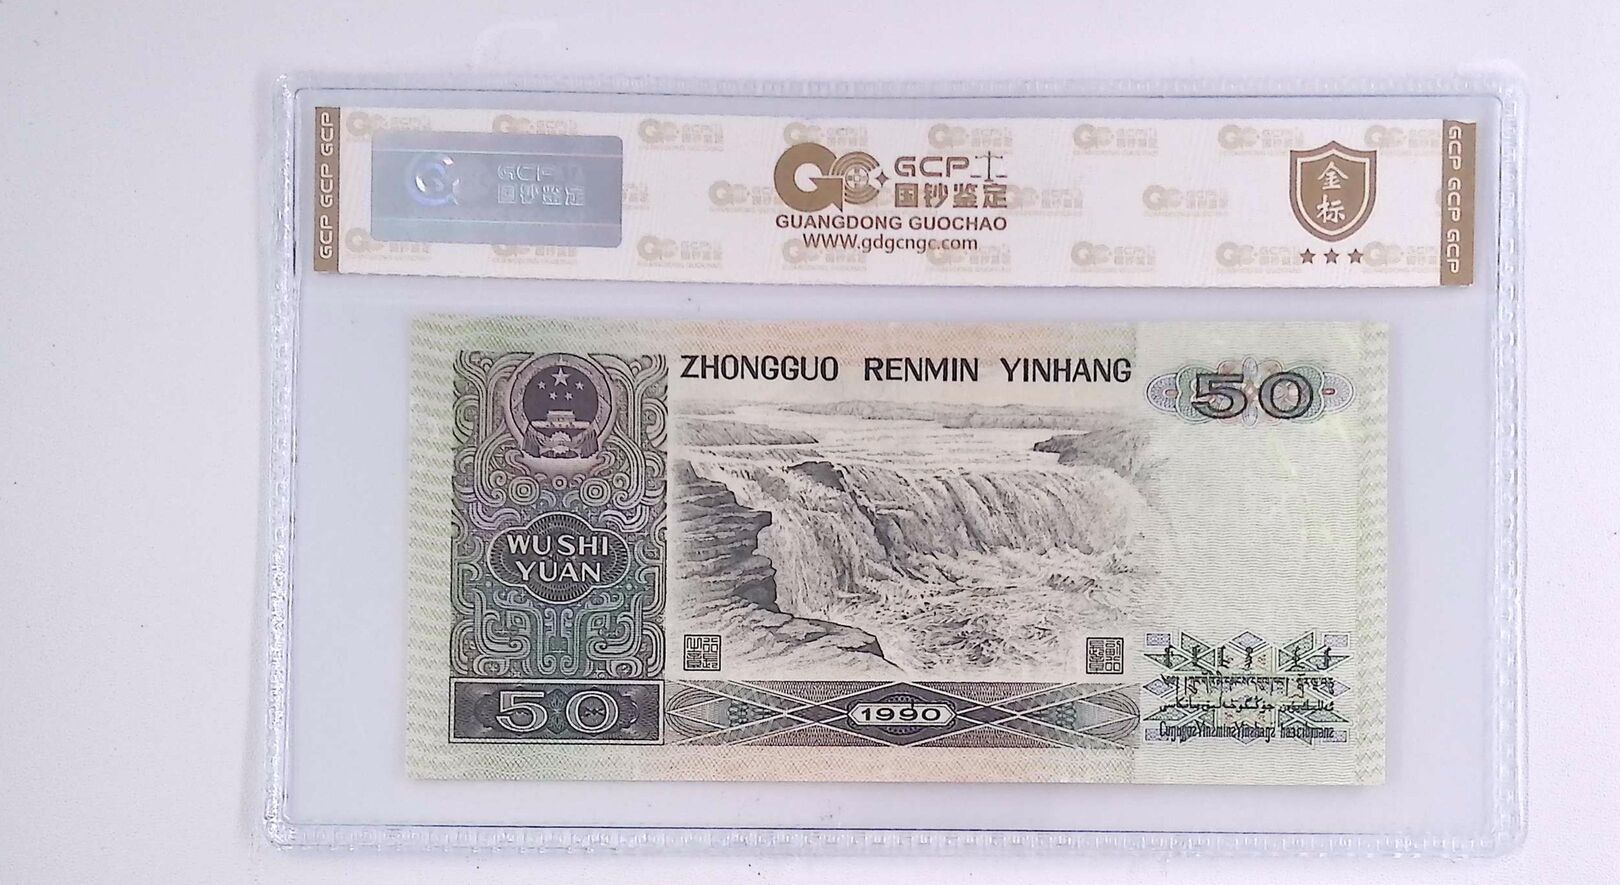 GCP GCP GCP
GCP
国钞鉴定
GCP
国钞鉴定
GUANGDONG GUOCHAO
WWW.gdgcngc.com
金标
GCP GCP GCP
ZHONGGUO RENMIN YINHANG
50
WU SHI
YUAN
50
1990